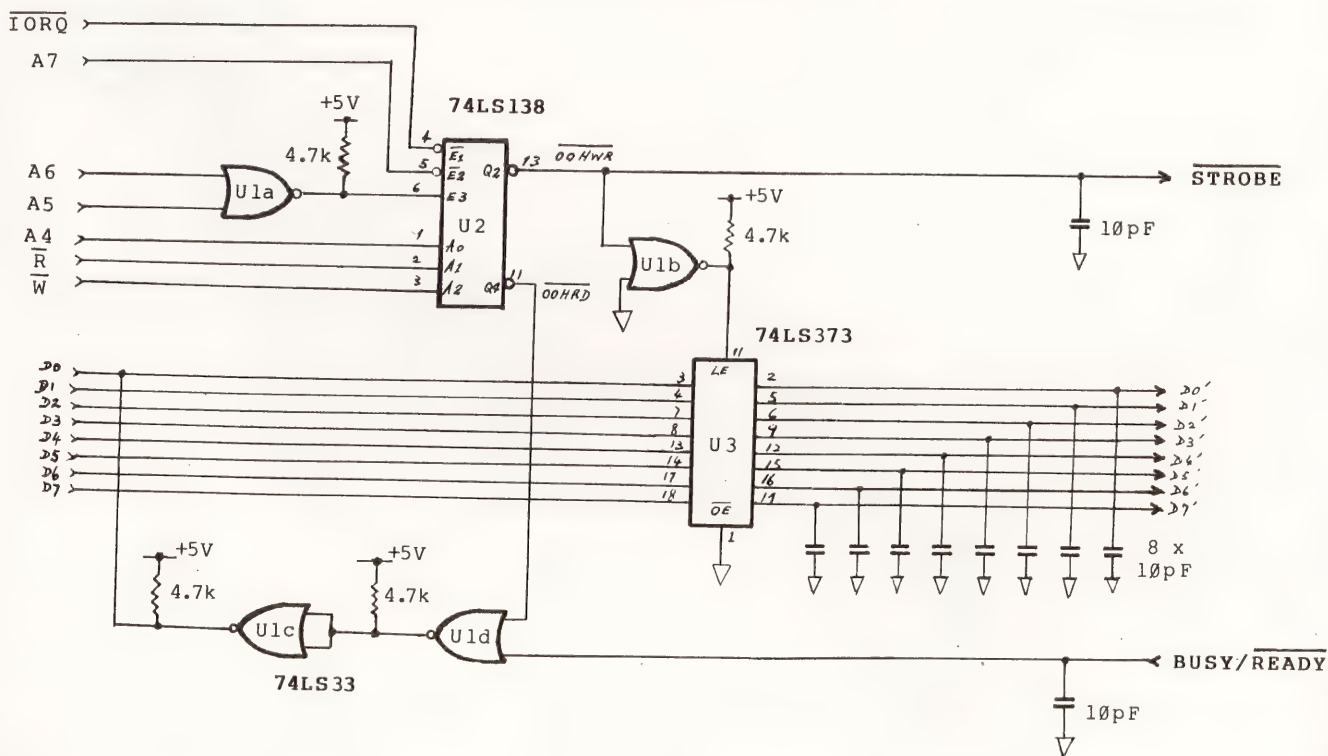 IORQ
A7
+5V
74LS138
4.7k
4
E1
5
E2
Q2
13
00HWR
STROBE
A6
U1a
6
E3
+5V
A5
U2
4.7k
10pF
A4
1
A0
U1b
R
2
A1
W
3
A2
Q4
11
00HRD
74LS373
11
LE
D0
3
2
D0'
D1
4
5
D1'
D2
7
6
D2'
D3
8
U3
9
D3'
D4
13
12
D4'
D5
14
15
D5'
D6
17
16
D6'
D7
18
19
D7'
OE
1
+5V
+5V
8 x
10pF
4.7k
4.7k
U1c
U1d
74LS33
BUSY/READY
10pF